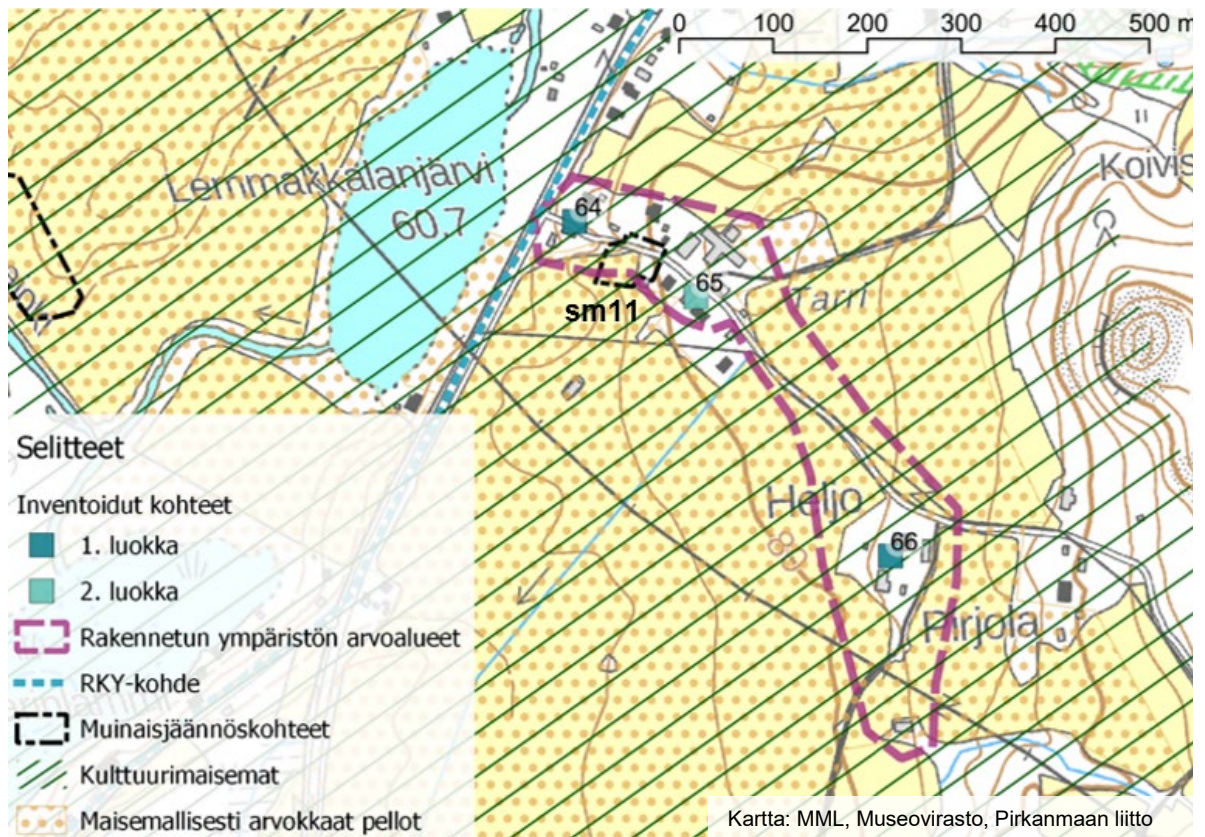 0 100 200 300 400 500 m
Koivis
Lemmakkalanjärvi
60.7
64
65
sm11
Tarri
Heljo
80
66
Pirjola
Selitteet
Inventoidut kohteet
1. luokka
2. luokka
Rakennetun ympäristön arvoalueet
RKY-kohde
Muinaisjäännöskohteet
Kulttuurimaisemat
Maisemallisesti arvokkaat pellot
Kartta: MML, Museovirasto, Pirkanmaan liitto